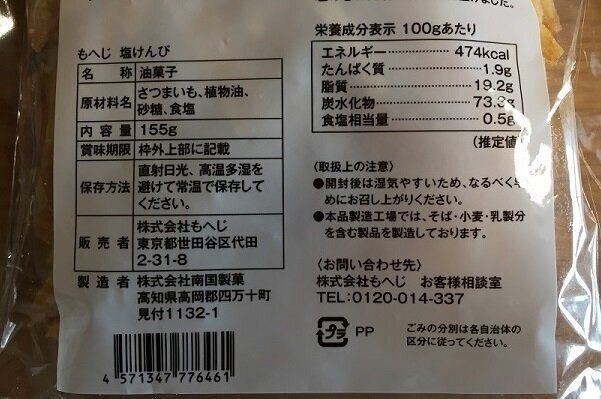 もへじ 塩けんぴ
名 称 油菓子
原材料名 さつまいも、植物油、
砂糖、食塩
内 容 量 155g
賞味期限 枠外上部に記載
保存方法 直射日光、高温多湿を
避けて常温で保存して
ください。
販 売 者 株式会社もへじ
東京都世田谷区代田
2-31-8
製 造 者 株式会社南国製菓
高知県高岡郡四万十町
見付1132-1
4 571347 776461
栄養成分表示 100gあたり
エネルギー 474kcal
たんぱく質 1.9g
脂質 19.2g
炭水化物 73.3g
食塩相当量 0.5g
(推定値
〈取扱上の注意〉
●開封後は湿気やすいため、なるべく早
めにお召し上がりください。
●本品製造工場では、そば・小麦・乳製分
を含む製品を製造しております。
〈お問い合わせ先〉
株式会社もへじ お客様相談室
TEL:0120-014-337
プラ PP
ごみの分別は各自治体の
区分に従ってください。